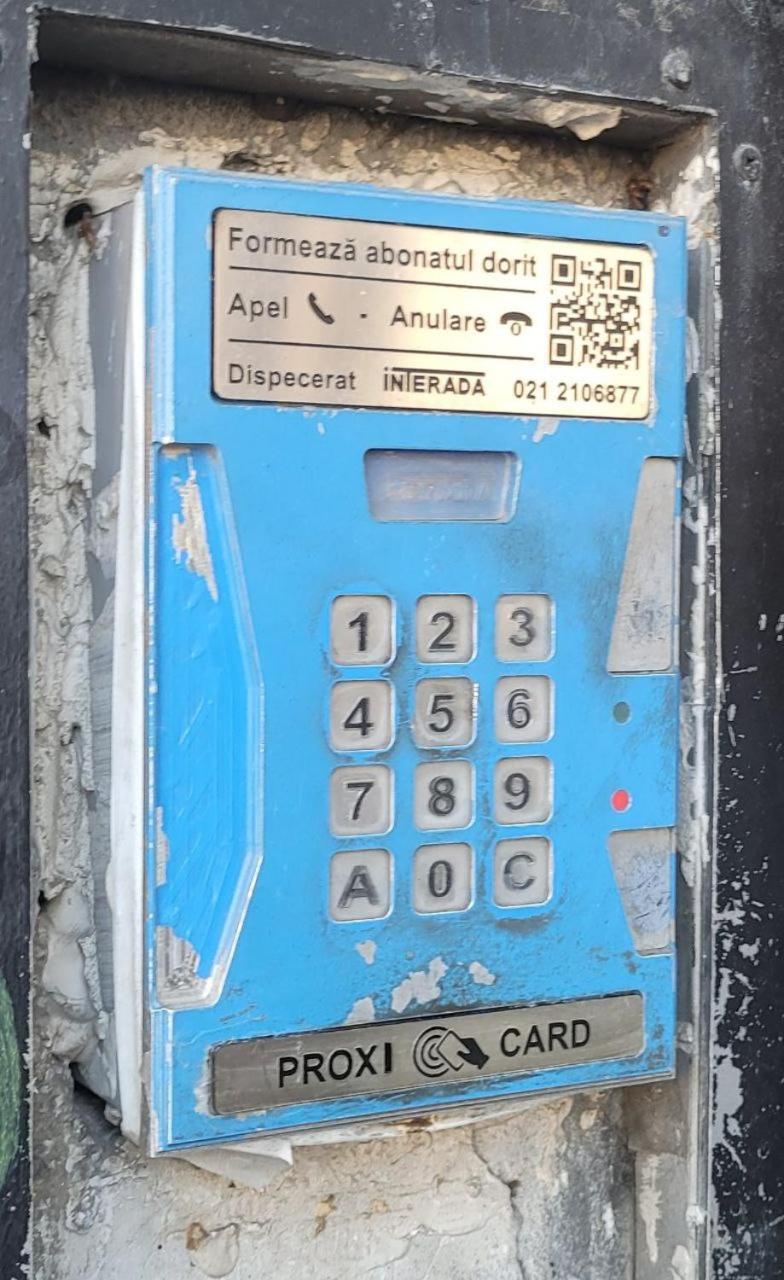 Formează abonatul dorit
Apel - Anulare
Dispecerat INTERADA 021 2106877
1 2 3
4 5 6
7 8 9
A 0 C
PROXI CARD